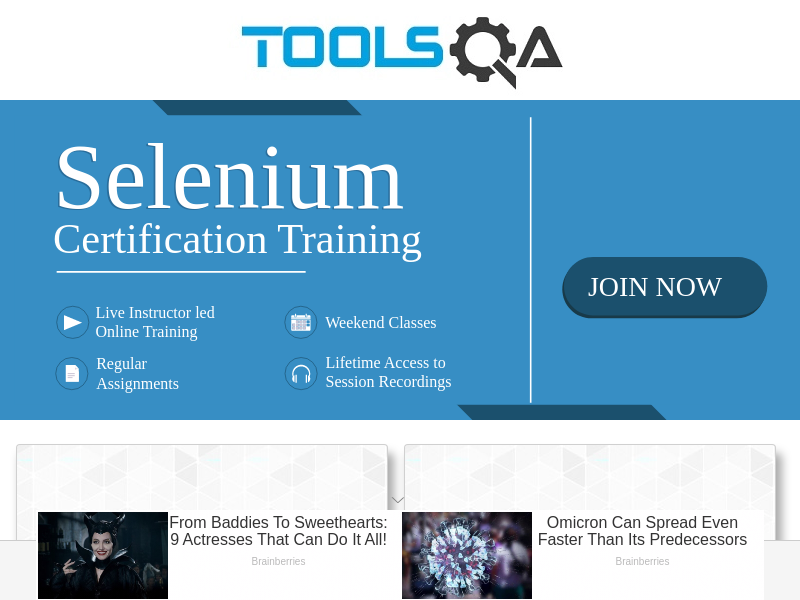 TOOLSQA
Selenium
Certification Training
JOIN NOW
Live Instructor led
Online Training
Weekend Classes
Regular
Assignments
Lifetime Access to
Session Recordings
From Baddies To Sweethearts:
9 Actresses That Can Do It All!
Brainberries
Omicron Can Spread Even
Faster Than Its Predecessors
Brainberries